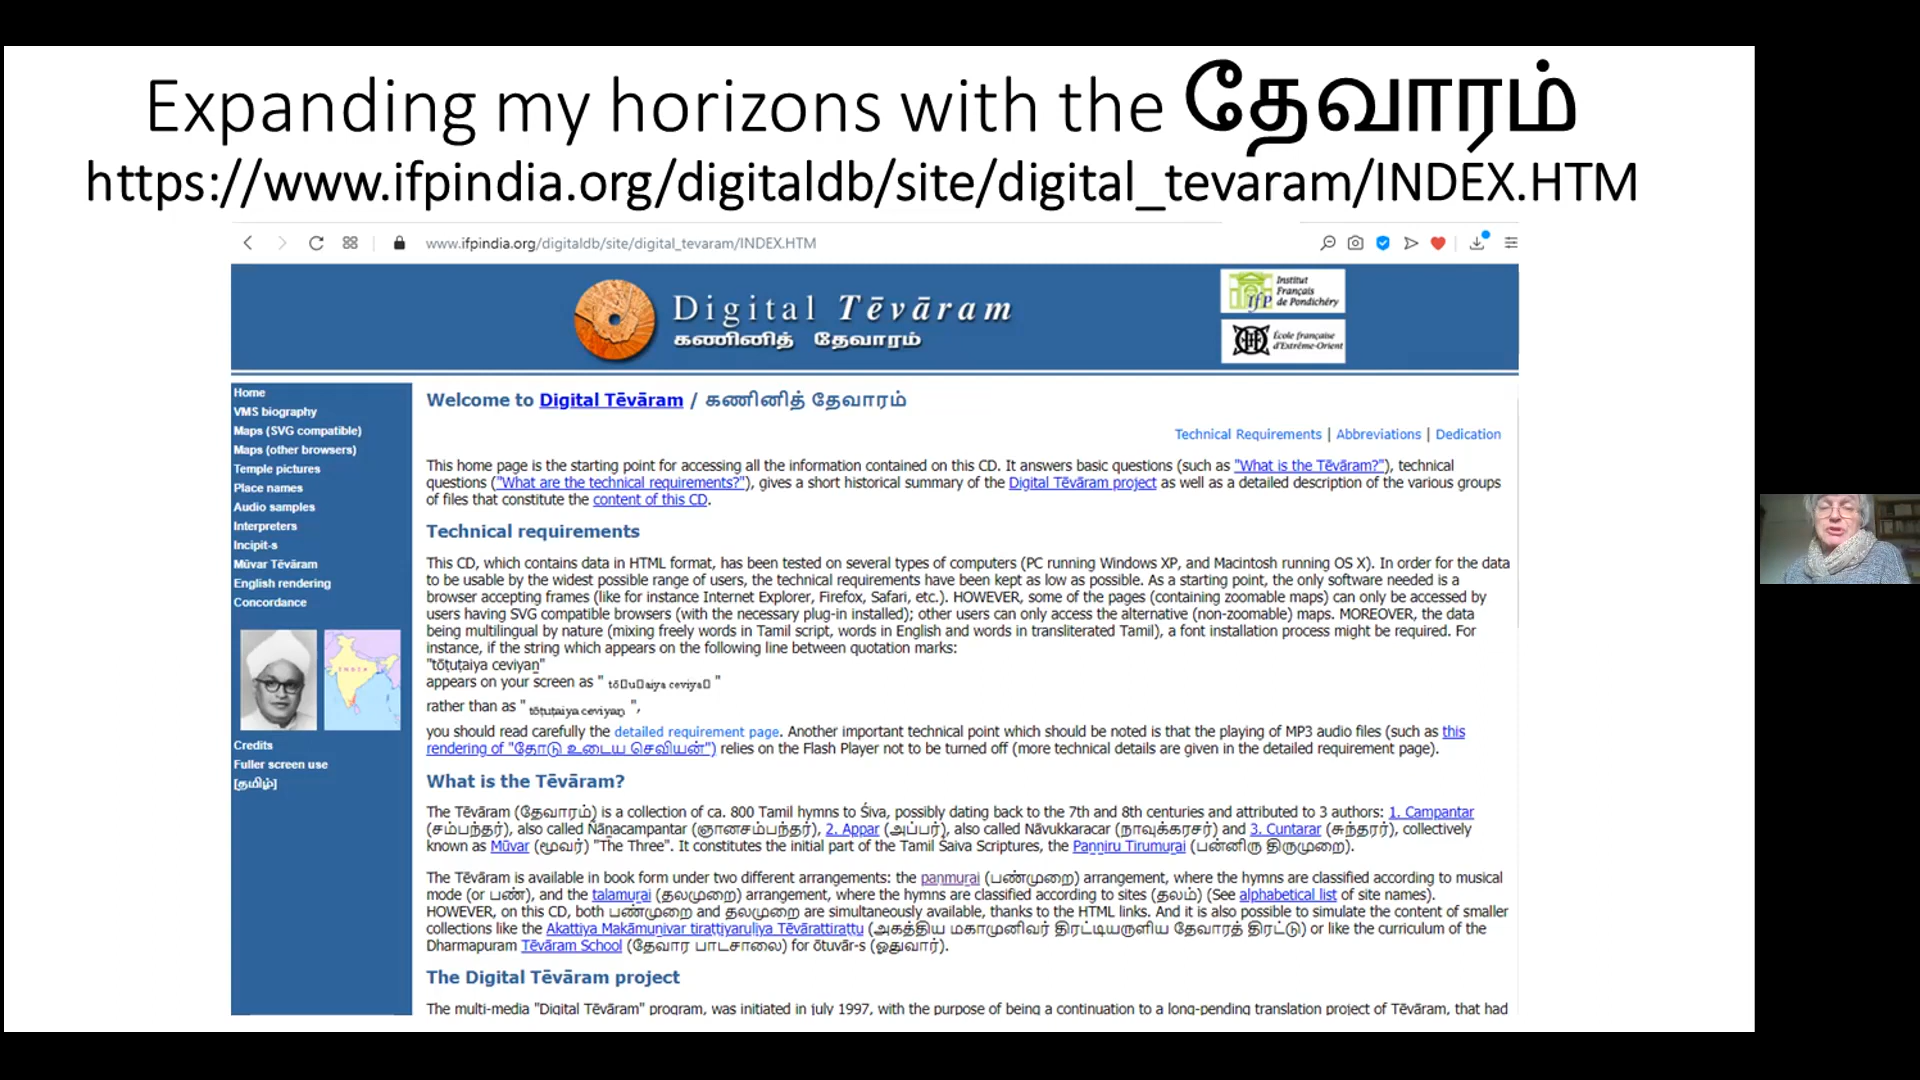 Expanding my horizons with the தேவாரம்
https://www.ifpindia.org/digitaldb/site/digital_tevaram/INDEX.HTM
www.ifpindia.org/digitaldb/site/digital_tevaram/INDEX.HTM
Digital Tēvāram
கணினித் தேவாரம்
Institut
Français
de Pondichéry
IfP
École française
d'Extrême-Orient
Home
VMS biography
Maps (SVG compatible)
Maps (other browsers)
Temple pictures
Place names
Audio samples
Interpreters
Incipit-s
Mūvar Tēvāram
English rendering
Concordance
INDIA
Credits
Fuller screen use
[தமிழ்]
Welcome to Digital Tēvāram / கணினித் தேவாரம்
Technical Requirements | Abbreviations | Dedication
This home page is the starting point for accessing all the information contained on this CD. It answers basic questions (such as "What is the Tēvāram?"), technical
questions ("What are the technical requirements?"), gives a short historical summary of the Digital Tēvāram project as well as a detailed description of the various groups
of files that constitute the content of this CD.
Technical requirements
This CD, which contains data in HTML format, has been tested on several types of computers (PC running Windows XP, and Macintosh running OS X). In order for the data
to be usable by the widest possible range of users, the technical requirements have been kept as low as possible. As a starting point, the only software needed is a
browser accepting frames (like for instance Internet Explorer, Firefox, Safari, etc.). HOWEVER, some of the pages (containing zoomable maps) can only be accessed by
users having SVG compatible browsers (with the necessary plug-in installed); other users can only access the alternative (non-zoomable) maps. MOREOVER, the data
being multilingual by nature (mixing freely words in Tamil script, words in English and words in transliterated Tamil), a font installation process might be required. For
instance, if the string which appears on the following line between quotation marks:
"tōṭuṭaiya ceviyaṉ"
appears on your screen as " tō▯u▯aiya ceviya▯ "
rather than as " tōṭuṭaiya ceviyaṉ ",
you should read carefully the detailed requirement page. Another important technical point which should be noted is that the playing of MP3 audio files (such as this
rendering of "தோடு உடைய செவியன்") relies on the Flash Player not to be turned off (more technical details are given in the detailed requirement page).
What is the Tēvāram?
The Tēvāram (தேவாரம்) is a collection of ca. 800 Tamil hymns to Śiva, possibly dating back to the 7th and 8th centuries and attributed to 3 authors: 1. Campantar
(சம்பந்தர்), also called Ñāṉacampantar (ஞானசம்பந்தர்), 2. Appar (அப்பர்), also called Nāvukkaracar (நாவுக்கரசர்) and 3. Cuntarar (சுந்தரர்), collectively
known as Mūvar (மூவர்) "The Three". It constitutes the initial part of the Tamil Śaiva Scriptures, the Paṉṉiru Tirumuṟai (பன்னிரு திருமுறை).
The Tēvāram is available in book form under two different arrangements: the paṇmuṟai (பண்முறை) arrangement, where the hymns are classified according to musical
mode (or பண்), and the talamuṟai (தலமுறை) arrangement, where the hymns are classified according to sites (தலம்) (See alphabetical list of site names).
HOWEVER, on this CD, both பண்முறை and தலமுறை are simultaneously available, thanks to the HTML links. And it is also possible to simulate the content of smaller
collections like the Akattiya Makāmuṉivar tiraṭṭiyaruḷiya Tēvārattiraṭṭu (அகத்திய மகாமுனிவர் திரட்டியருளிய தேவாரத் திரட்டு) or like the curriculum of the
Dharmapuram Tēvāram School (தேவார பாடசாலை) for ōtuvār-s (ஓதுவார்).
The Digital Tēvāram project
The multi-media "Digital Tēvāram" program, was initiated in july 1997, with the purpose of being a continuation to a long-pending translation project of Tēvāram, that had